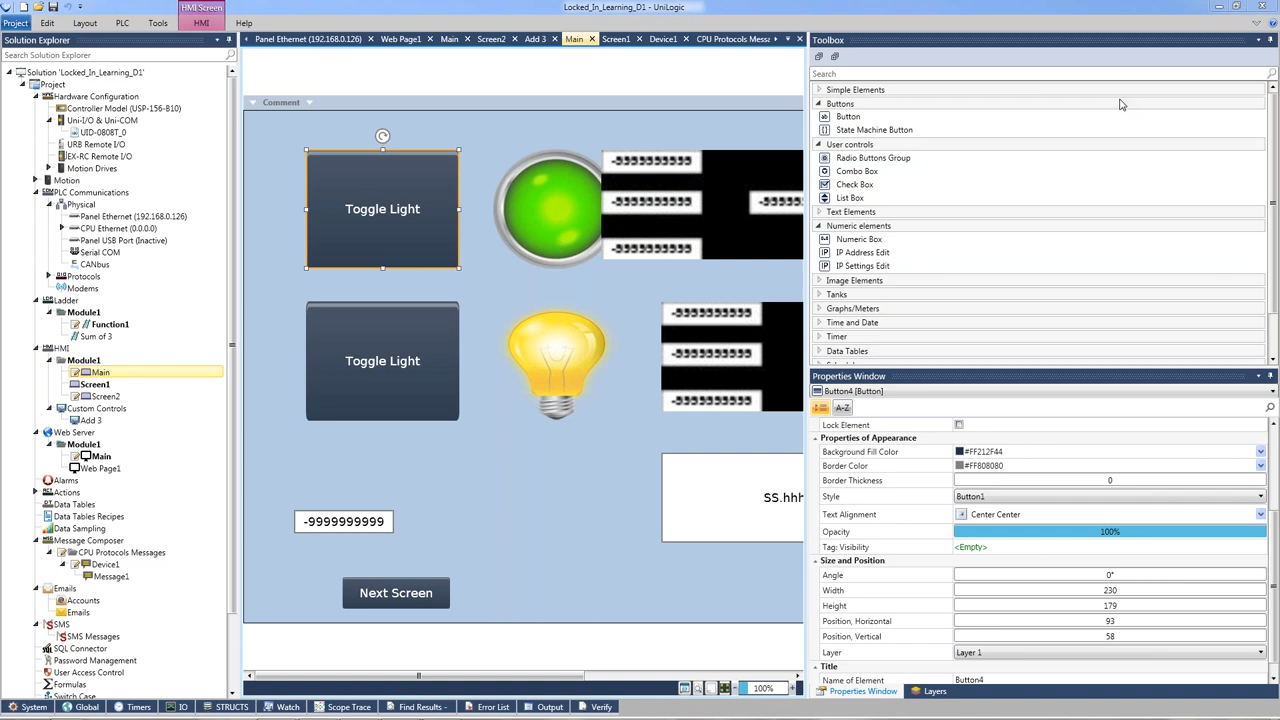 HMI Screen
Locked_In_Learning_D1 - UniLogic
Project Edit Layout PLC Tools HMI Help
Solution Explorer
Search Solution Explorer
Solution 'Locked_In_Learning_D1'
Project
Hardware Configuration
Controller Model (USP-156-B10)
Uni-I/O & Uni-COM
UID-0808T_0
URB Remote I/O
EX-RC Remote I/O
Motion Drives
Motion
PLC Communications
Physical
Panel Ethernet (192.168.0.126)
CPU Ethernet (0.0.0.0)
Panel USB Port (Inactive)
Serial COM
CANbus
Protocols
Modems
Ladder
Module1
Function1
Sum of 3
HMI
Module1
Main
Screen1
Screen2
Custom Controls
Add 3
Web Server
Module1
Main
Web Page1
Alarms
Actions
Data Tables
Data Tables Recipes
Data Sampling
Message Composer
CPU Protocols Messages
Device1
Message1
Emails
Accounts
Emails
SMS
SMS Messages
SQL Connector
Password Management
User Access Control
Formulas
Switch Case
Panel Ethernet (192.168.0.126) Web Page1 Main Screen2 Add 3 Main Screen1 Device1 CPU Protocols Messa
Comment
Toggle Light
-9999999999
-9999999999
-99999
-9999999999
Toggle Light
-9999999999
-9999999999
-9999999999
SS.hhh
-9999999999
Next Screen
100%
Toolbox
Search
Simple Elements
Buttons
Button
State Machine Button
User controls
Radio Buttons Group
Combo Box
Check Box
List Box
Text Elements
Numeric elements
Numeric Box
IP Address Edit
IP Settings Edit
Image Elements
Tanks
Graphs/Meters
Time and Date
Timer
Data Tables
Properties Window
Button4 [Button]
A-Z
Lock Element
Properties of Appearance
Background Fill Color #FF212F44
Border Color #FF808080
Border Thickness 0
Style Button1
Text Alignment Center Center
Opacity 100%
Tag: Visibility <Empty>
Size and Position
Angle 0°
Width 230
Height 179
Position, Horizontal 93
Position, Vertical 58
Layer Layer 1
Title
Name of Element Button4
Properties Window Layers
System Global Timers IO STRUCTS Watch Scope Trace Find Results - Error List Output Verify